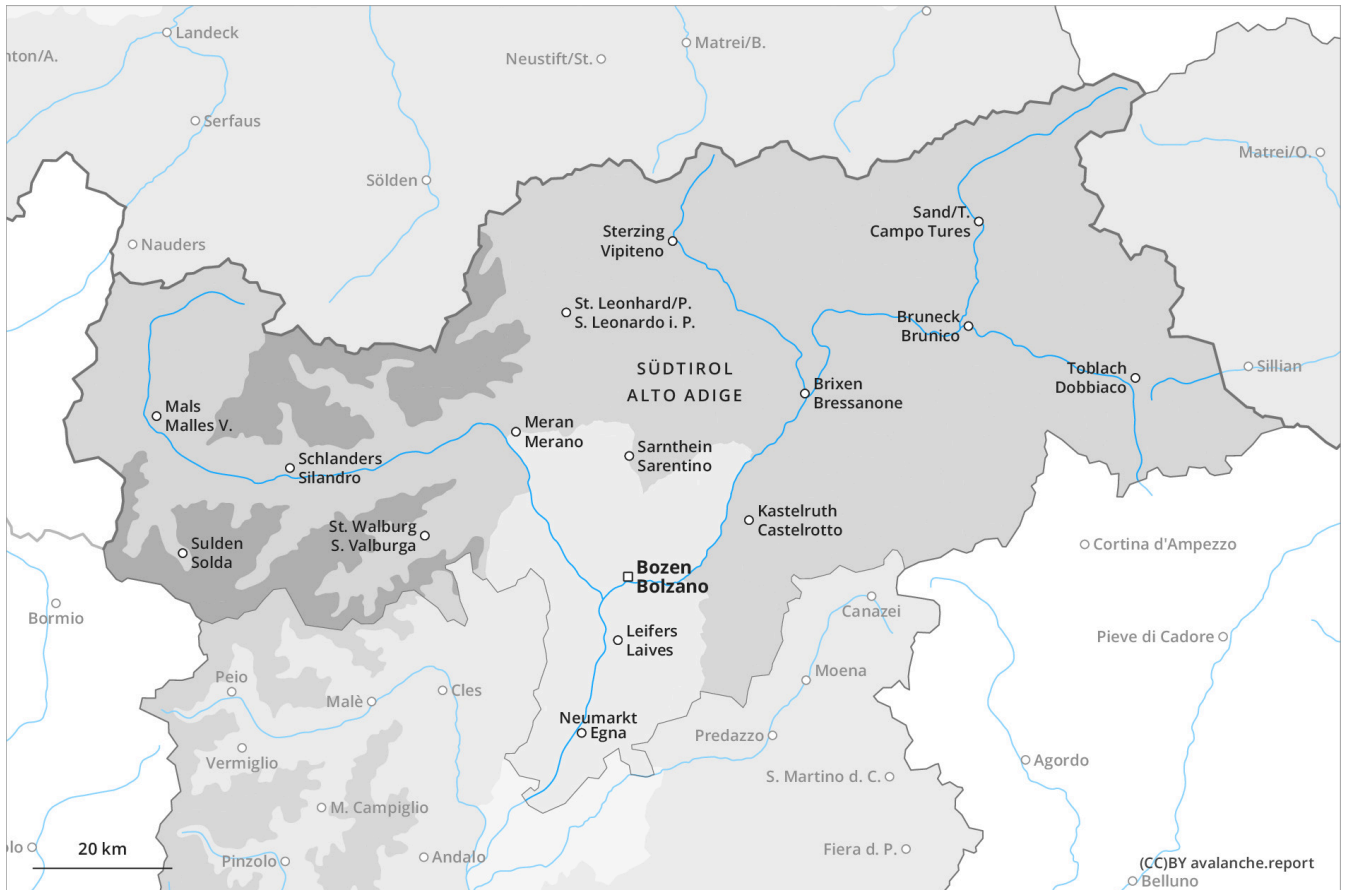 Landeck
nton/A.
Matrei/B.
Neustift/St.
Serfaus
Matrei/O.
Sölden
Sand/T.
Campo Tures
Sterzing
Vipiteno
Nauders
St. Leonhard/P.
S. Leonardo i. P.
Bruneck
Brunico
SÜDTIROL
ALTO ADIGE
Toblach
Dobbiaco
Sillian
Brixen
Bressanone
Mals
Malles V.
Meran
Merano
Sarnthein
Sarentino
Schlanders
Silandro
Kastelruth
Castelrotto
St. Walburg
S. Valburga
Sulden
Solda
Cortina d'Ampezzo
Bozen
Bolzano
Bormio
Canazei
Leifers
Laives
Pieve di Cadore
Peio
Moena
Cles
Malè
Neumarkt
Egna
Predazzo
Vermiglio
Agordo
S. Martino d. C.
M. Campiglio
olo
20 km
Fiera d. P.
Andalo
Pinzolo
(CC)BY avalanche.report
Belluno